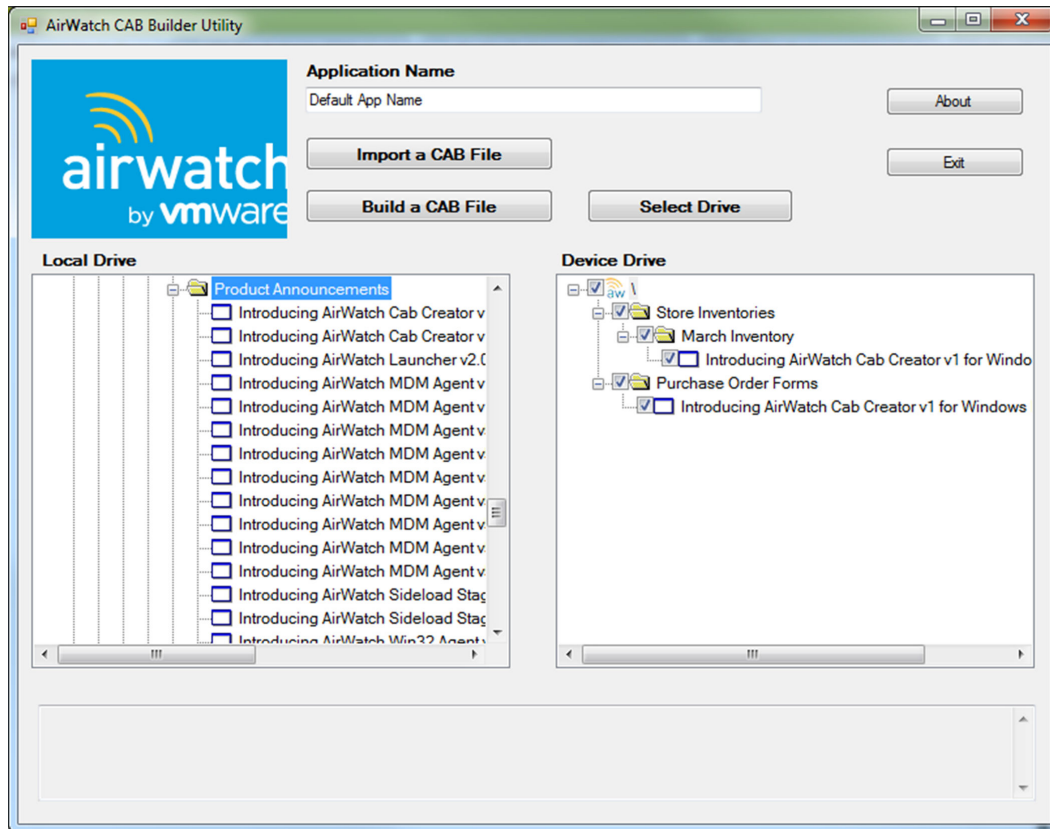 AirWatch CAB Builder Utility
airwatch
by vmware
Application Name
Default App Name
About
Import a CAB File
Exit
Build a CAB File
Select Drive
Local Drive
Product Announcements
Introducing AirWatch Cab Creator v
Introducing AirWatch Cab Creator v
Introducing AirWatch Launcher v2.0
Introducing AirWatch MDM Agent v
Introducing AirWatch MDM Agent v
Introducing AirWatch MDM Agent v
Introducing AirWatch MDM Agent v
Introducing AirWatch MDM Agent v
Introducing AirWatch MDM Agent v
Introducing AirWatch MDM Agent v
Introducing AirWatch MDM Agent v
Introducing AirWatch MDM Agent v
Introducing AirWatch Sideload Stag
Introducing AirWatch Sideload Stag
Introducing AirWatch Win32 Agent v
Device Drive
aw \
Store Inventories
March Inventory
Introducing AirWatch Cab Creator v1 for Windo
Purchase Order Forms
Introducing AirWatch Cab Creator v1 for Windows